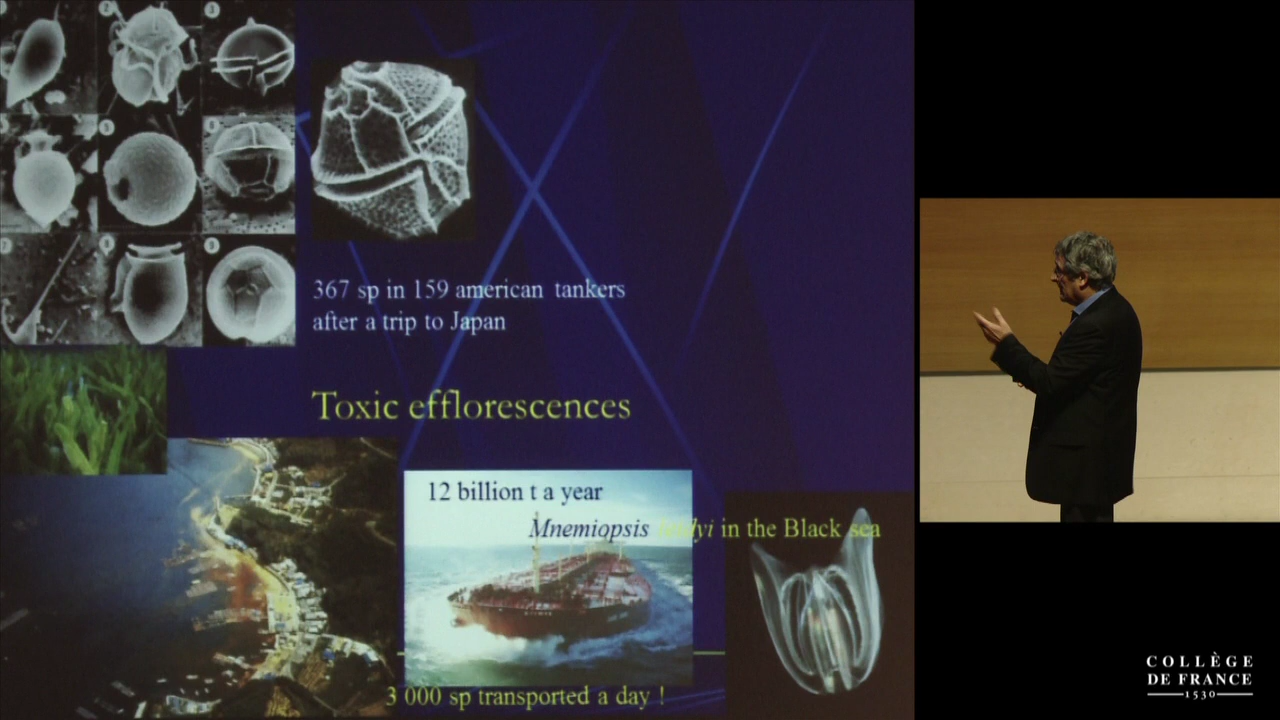 367 sp in 159 american tankers
after a trip to Japan
Toxic efflorescences
12 billion t a year
Mnemiopsis leidyi in the Black sea
3 000 sp transported a day !
COLLÈGE
DE FRANCE
1530